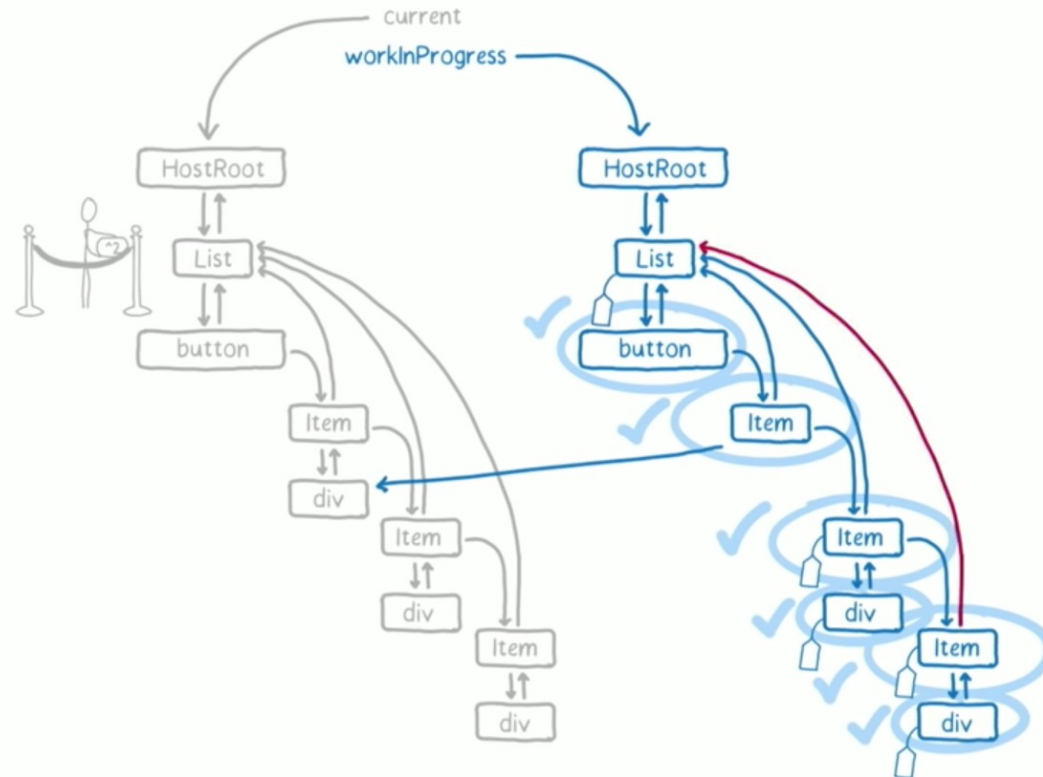 current
workInProgress
HostRoot
HostRoot
^2
List
List
button
button
Item
Item
div
Item
Item
div
div
Item
Item
div
div